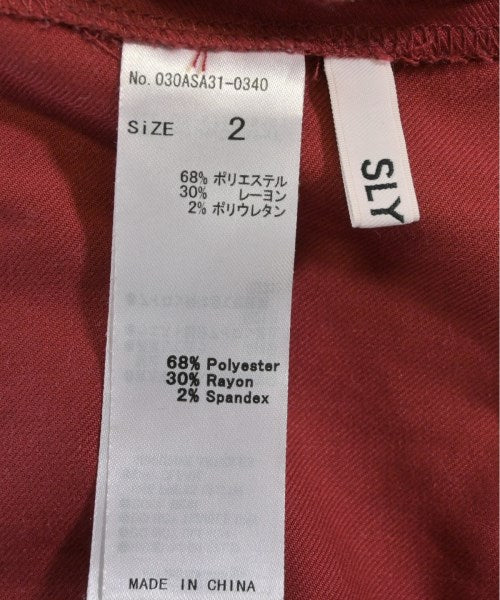 No. 030ASA31-0340
SiZE 2
68% ポリエステル
30% レーヨン
2% ポリウレタン
68% Polyester
30% Rayon
2% Spandex
MADE IN CHINA
SLY